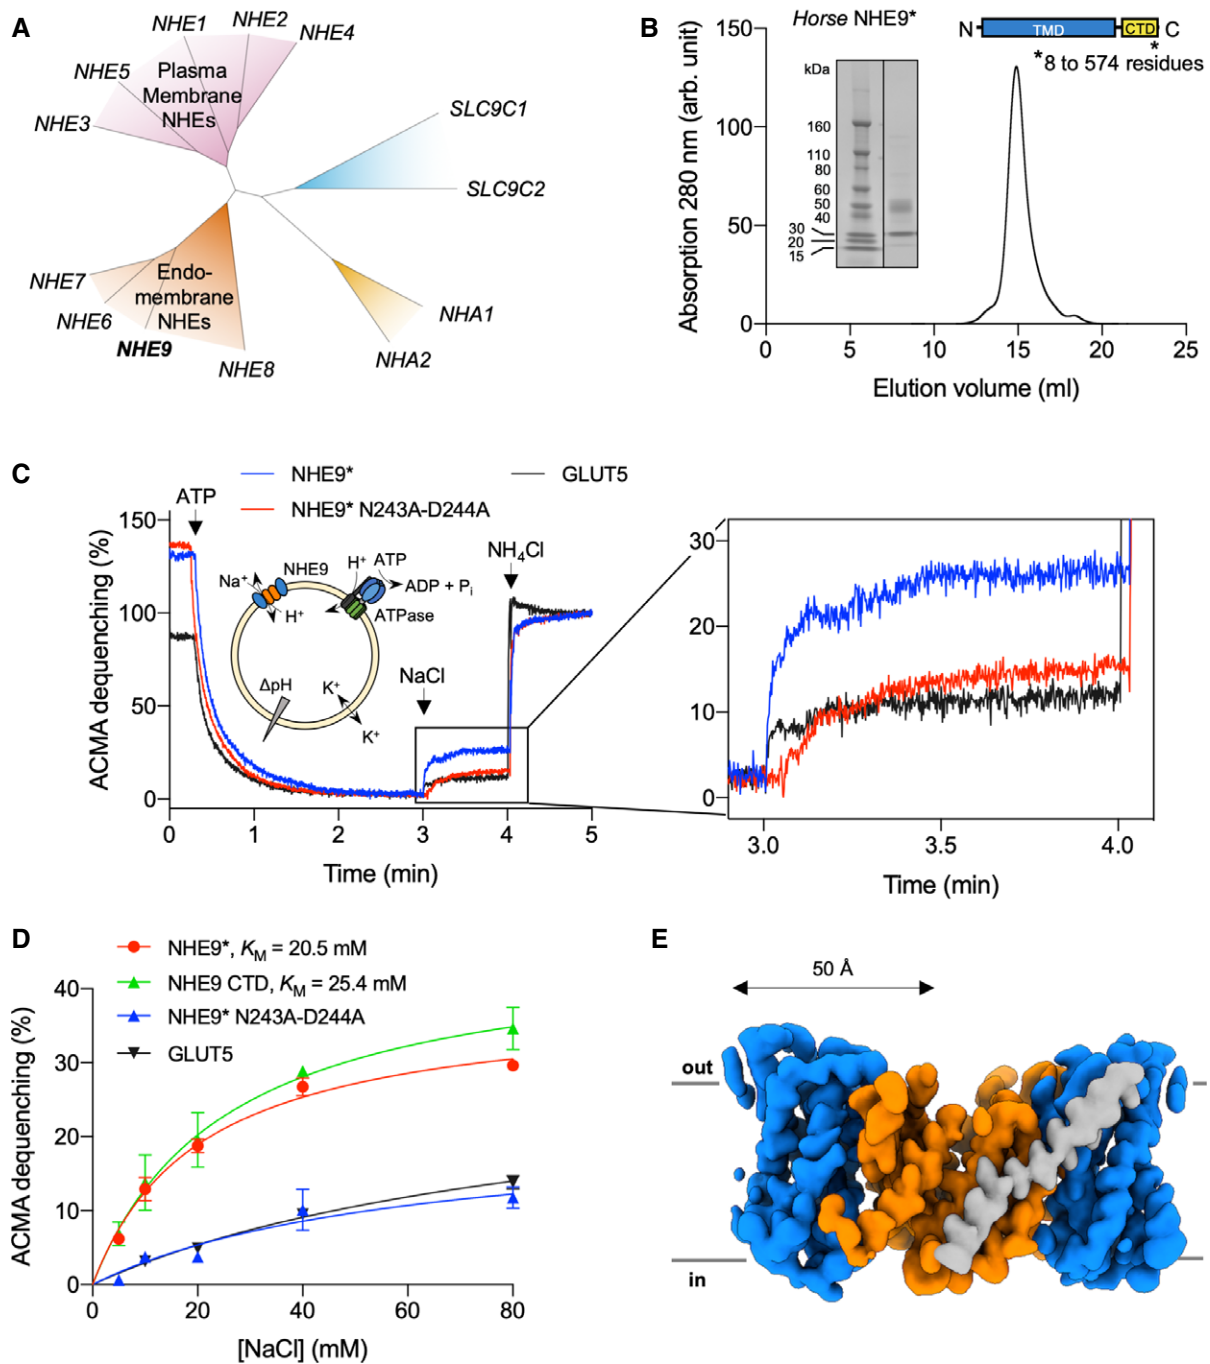 A
NHE1
NHE2
NHE4
NHE5
Plasma
Membrane
NHEs
NHE3
SLC9C1
SLC9C2
NHE7
Endo-
membrane
NHEs
NHE6
NHE9
NHE8
NHA1
NHA2
B
Horse NHE9*
N
TMD
CTD
C
*
*8 to 574 residues
kDa
160
110
80
60
50
40
30
20
15
150
100
50
0
Absorption 280 nm (arb. unit)
0 5 10 15 20 25
Elution volume (ml)
C
NHE9*
GLUT5
NHE9* N243A-D244A
ATP
150
100
50
0
ACMA dequenching (%)
NHE9
Na⁺
H⁺
H⁺
ATP
ADP + Pᵢ
ATPase
ΔpH
K⁺
K⁺
NaCl
NH₄Cl
0 1 2 3 4 5
Time (min)
30
20
10
0
3.0 3.5 4.0
Time (min)
D
NHE9*, K_M = 20.5 mM
NHE9 CTD, K_M = 25.4 mM
NHE9* N243A-D244A
GLUT5
40
30
20
10
0
ACMA dequenching (%)
0 20 40 60 80
[NaCl] (mM)
E
50 Å
out
in